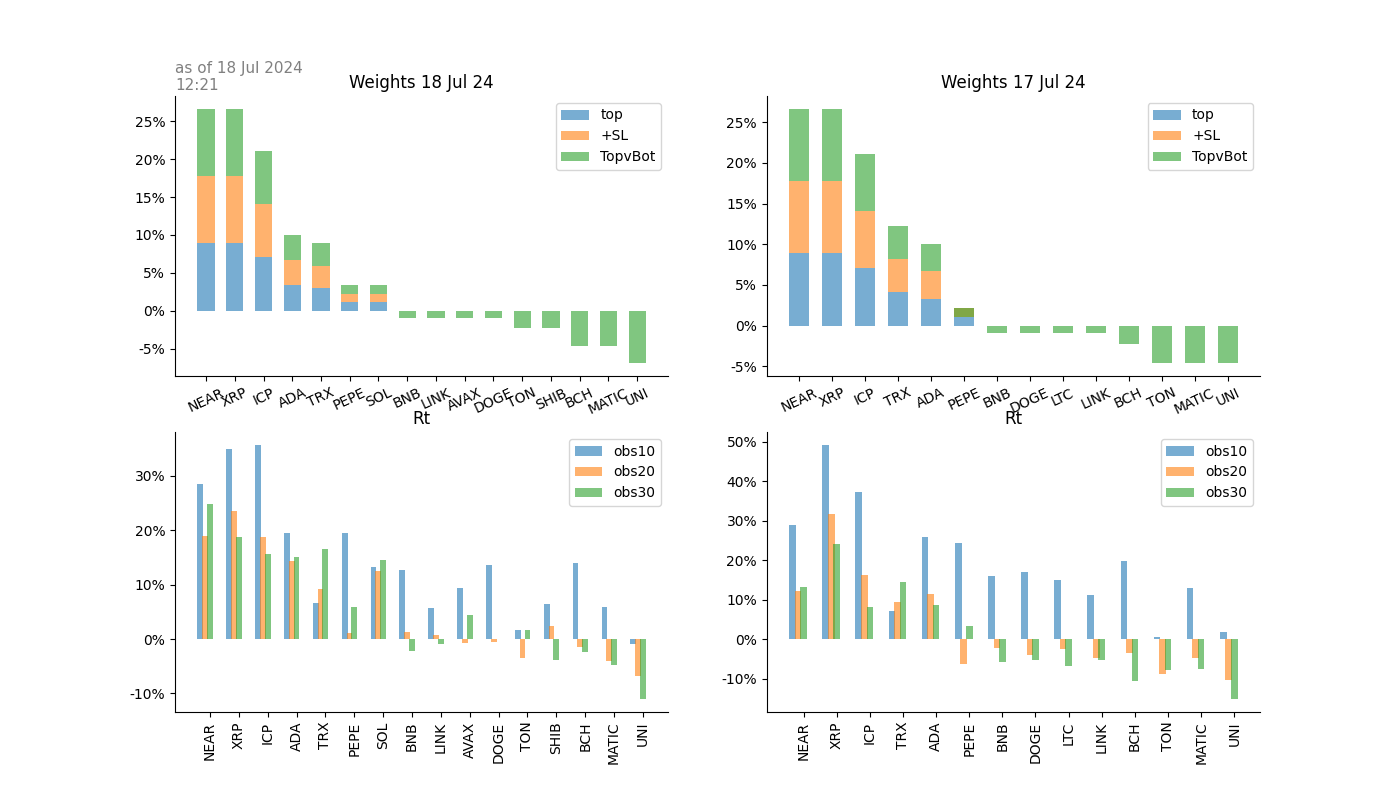 as of 18 Jul 2024
12:21
Weights 18 Jul 24
25%
20%
15%
10%
5%
0%
-5%
top
+SL
TopvBot
NEAR XRP ICP ADA TRX PEPE SOL BNB LINK AVAX DOGE TON SHIB BCH MATIC UNI
Weights 17 Jul 24
25%
20%
15%
10%
5%
0%
-5%
top
+SL
TopvBot
NEAR XRP ICP TRX ADA PEPE BNB DOGE LTC LINK BCH TON MATIC UNI
Rt
30%
20%
10%
0%
-10%
obs10
obs20
obs30
NEAR XRP ICP ADA TRX PEPE SOL BNB LINK AVAX DOGE TON SHIB BCH MATIC UNI
Rt
50%
40%
30%
20%
10%
0%
-10%
obs10
obs20
obs30
NEAR XRP ICP TRX ADA PEPE BNB DOGE LTC LINK BCH TON MATIC UNI